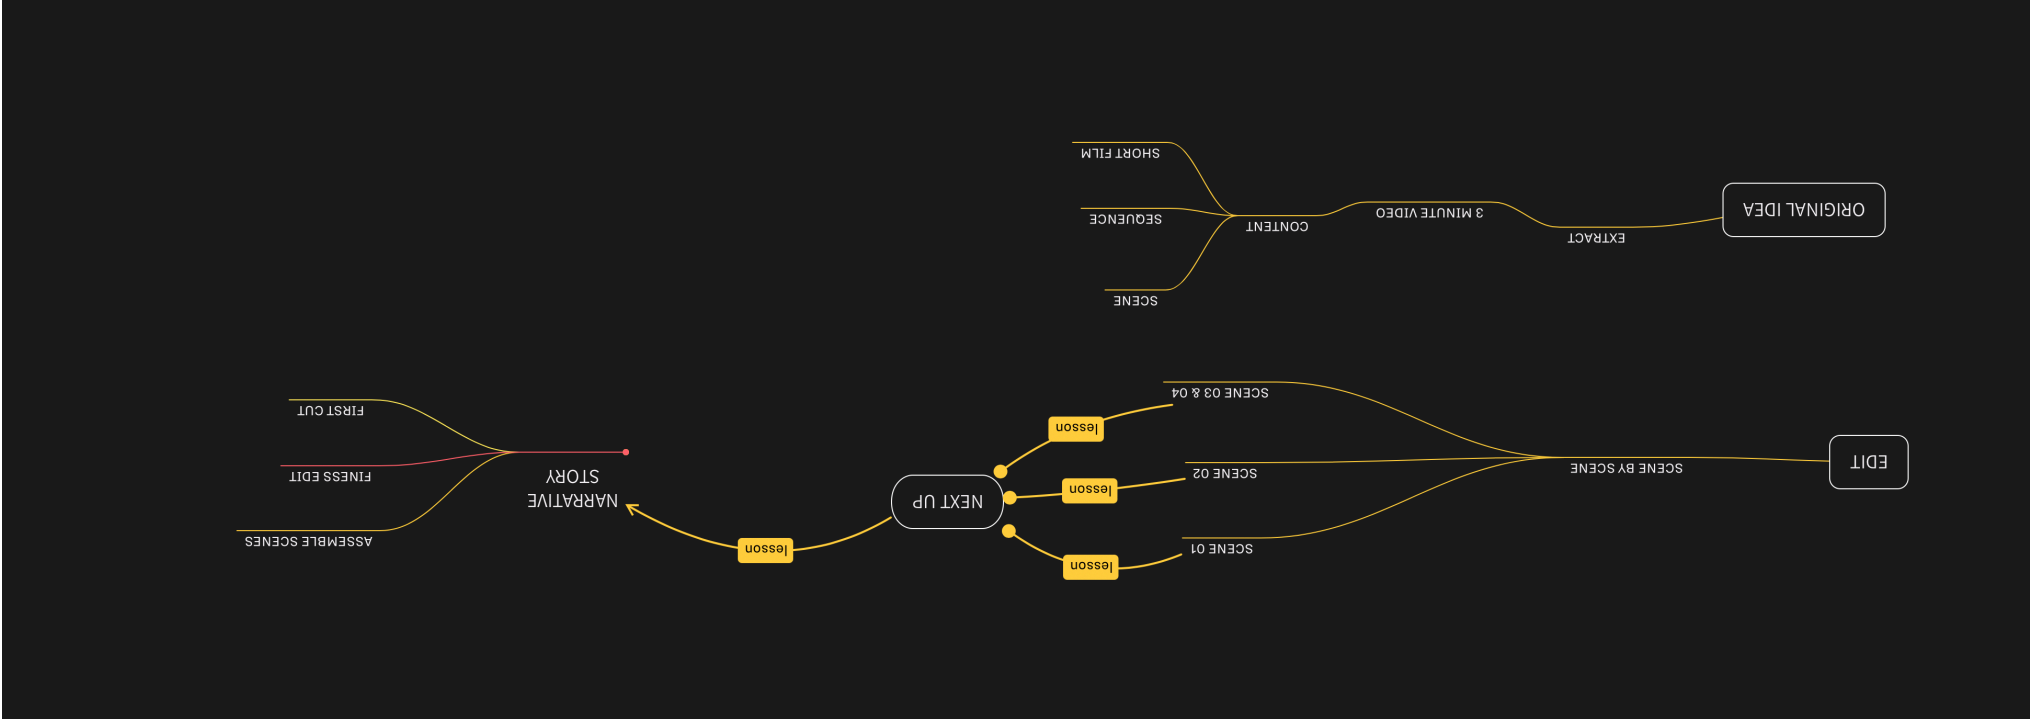 EDIT
SCENE BY SCENE
SCENE 01
lesson
SCENE 02
lesson
SCENE 03 & 04
lesson
NEXT UP
lesson
NARRATIVE
STORY
ASSEMBLE SCENES
FINESS EDIT
FIRST CUT
ORIGINAL IDEA
EXTRACT
3 MINUTE VIDEO
CONTENT
SCENE
SEQUENCE
SHORT FILM